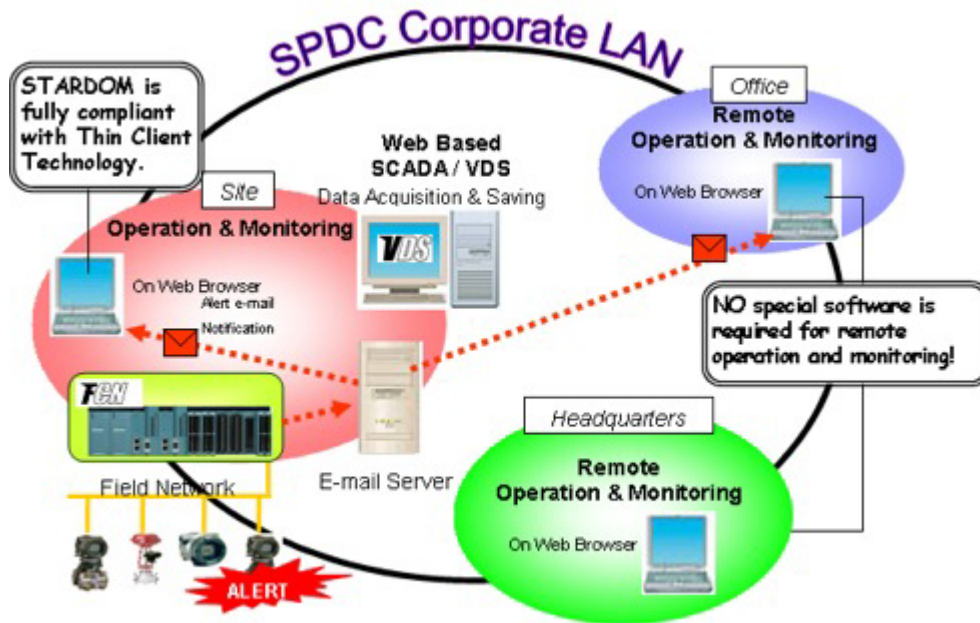 SPDC Corporate LAN
STARDOM is
fully compliant
with Thin Client
Technology.
Office
Remote
Operation & Monitoring
On Web Browser
Web Based
SCADA / VDS
Data Acquisition & Saving
VDS
Site
Operation & Monitoring
On Web Browser
Alert e-mail
Notification
NO special software is
required for remote
operation and monitoring!
FCN
Field Network
E-mail Server
Headquarters
Remote
Operation & Monitoring
On Web Browser
ALERT